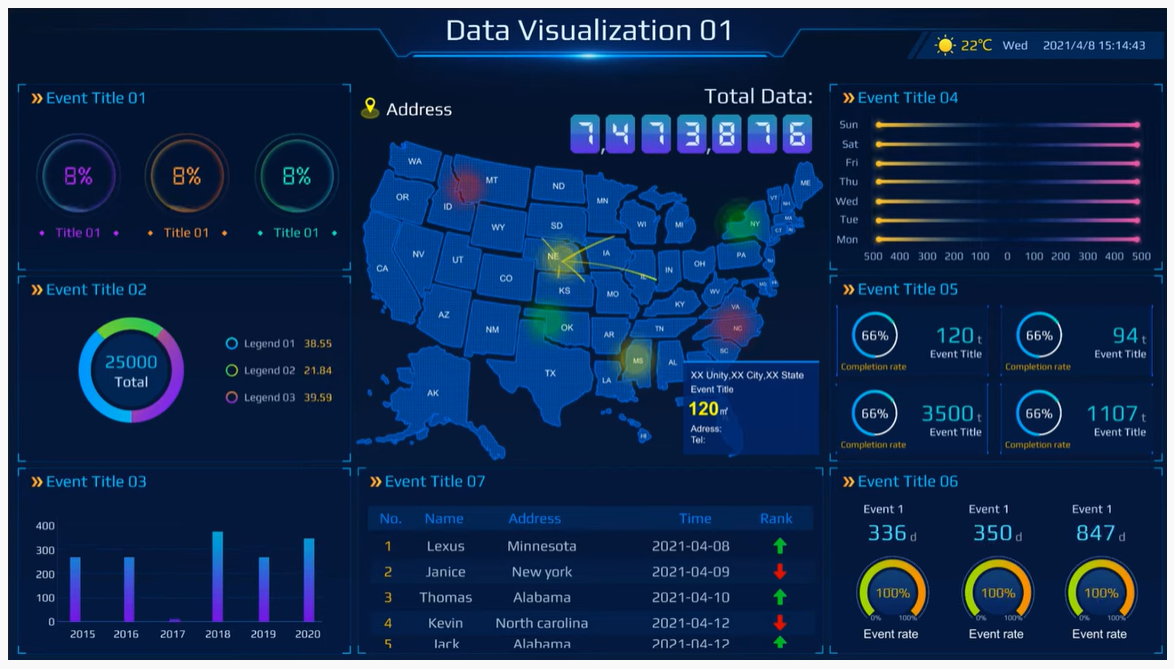 Data Visualization 01
22℃ Wed 2021/4/8 15:14:43
Event Title 01
8% 8% 8%
Title 01 Title 01 Title 01
Event Title 02
25000
Total
Legend 01 38.55
Legend 02 21.84
Legend 03 39.59
Event Title 03
400
300
200
100
0
2015 2016 2017 2018 2019 2020
Address
Total Data:
7,473,876
WA
MT
ND
MN
ME
OR
ID
SD
WI
MI
VT
NH
NY
MA
CT
WY
NE
IA
PA
NV
UT
CO
IL
IN
OH
CA
KS
MO
WV
KY
VA
AZ
NM
OK
AR
TN
NC
SC
TX
MS
AL
LA
AK
HI
XX Unity,XX City,XX State
Event Title
120㎡
Adress:
Tel:
Event Title 07
No. Name Address Time Rank
1 Lexus Minnesota 2021-04-08
2 Janice New york 2021-04-09
3 Thomas Alabama 2021-04-10
4 Kevin North carolina 2021-04-12
5 Jack Alabama 2021-04-12
Event Title 04
Sun
Sat
Fri
Thu
Wed
Tue
Mon
500 400 300 200 100 0 100 200 300 400 500
Event Title 05
66% 120 t
Event Title
Completion rate
66% 94 t
Event Title
Completion rate
66% 3500 t
Event Title
Completion rate
66% 1107 t
Event Title
Completion rate
Event Title 06
Event 1 Event 1 Event 1
336 d 350 d 847 d
100% 100% 100%
0% 100% 0% 100% 0% 100%
Event rate Event rate Event rate